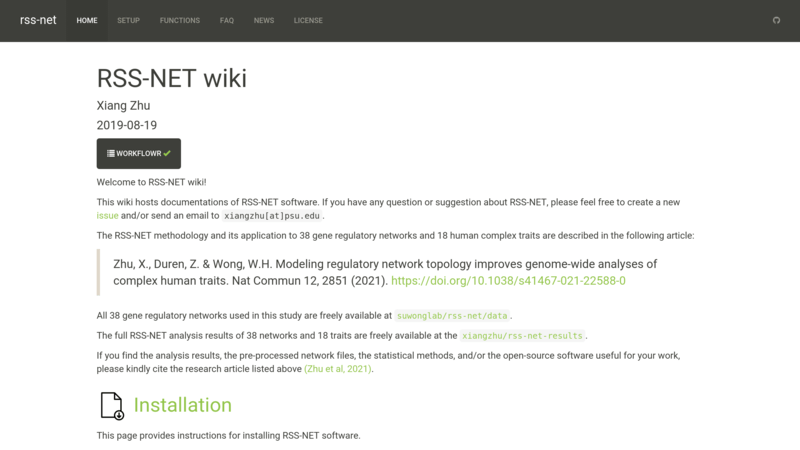 rss-net HOME SETUP FUNCTIONS FAQ NEWS LICENSE
RSS-NET wiki
Xiang Zhu
2019-08-19
WORKFLOWR
Welcome to RSS-NET wiki!
This wiki hosts documentations of RSS-NET software. If you have any question or suggestion about RSS-NET, please feel free to create a new
issue and/or send an email to xiangzhu[at]psu.edu.
The RSS-NET methodology and its application to 38 gene regulatory networks and 18 human complex traits are described in the following article:
Zhu, X., Duren, Z. & Wong, W.H. Modeling regulatory network topology improves genome-wide analyses of
complex human traits. Nat Commun 12, 2851 (2021). https://doi.org/10.1038/s41467-021-22588-0
All 38 gene regulatory networks used in this study are freely available at suwonglab/rss-net/data.
The full RSS-NET analysis results of 38 networks and 18 traits are freely available at the xiangzhu/rss-net-results.
If you find the analysis results, the pre-processed network files, the statistical methods, and/or the open-source software useful for your work,
please kindly cite the research article listed above (Zhu et al, 2021).
Installation
This page provides instructions for installing RSS-NET software.